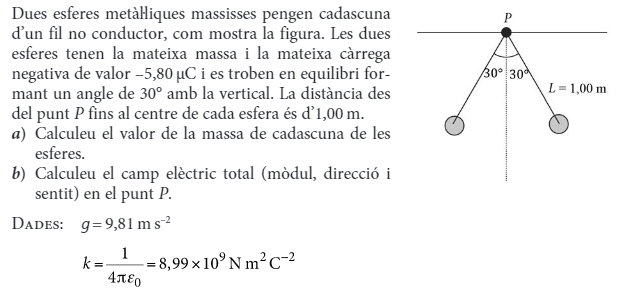 Dues esferes metàl·liques massisses pengen cadascuna
d'un fil no conductor, com mostra la figura. Les dues
esferes tenen la mateixa massa i la mateixa càrrega
negativa de valor –5,80 μC i es troben en equilibri for-
mant un angle de 30° amb la vertical. La distància des
del punt P fins al centre de cada esfera és d'1,00 m.
a) Calculeu el valor de la massa de cadascuna de les
esferes.
b) Calculeu el camp elèctric total (mòdul, direcció i
sentit) en el punt P.
DADES: g = 9,81 m s⁻²
k = 1/(4πε₀) = 8,99 × 10⁹ N m² C⁻²
P
30° 30°
L = 1,00 m